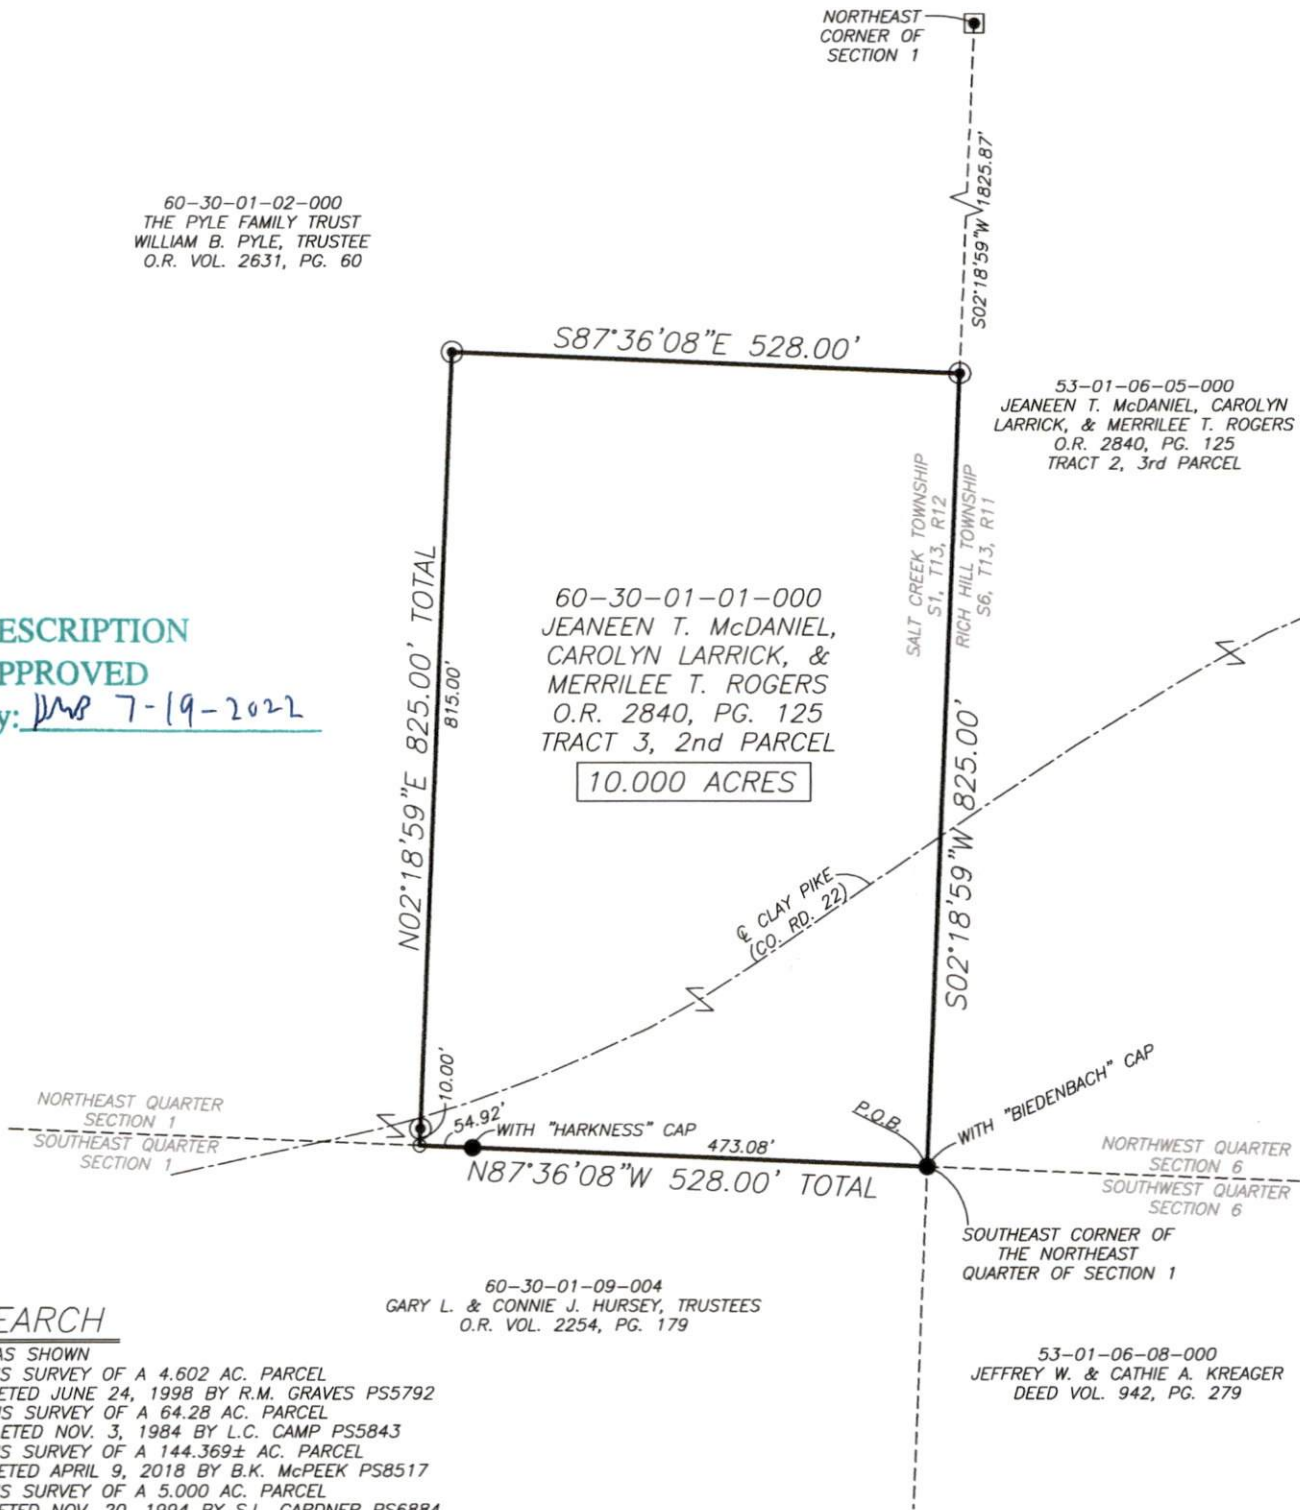 NORTHEAST
CORNER OF
SECTION 1
S02°18'59"W 1825.87'
60-30-01-02-000
THE PYLE FAMILY TRUST
WILLIAM B. PYLE, TRUSTEE
O.R. VOL. 2631, PG. 60
S87°36'08"E 528.00'
53-01-06-05-000
JEANEEN T. McDANIEL, CAROLYN
LARRICK, & MERRILEE T. ROGERS
O.R. 2840, PG. 125
TRACT 2, 3rd PARCEL
SALT CREEK TOWNSHIP
S1, T13, R12
RICH HILL TOWNSHIP
S6, T13, R11
N02°18'59"E 825.00' TOTAL
815.00'
60-30-01-01-000
JEANEEN T. McDANIEL,
CAROLYN LARRICK, &
MERRILEE T. ROGERS
O.R. 2840, PG. 125
TRACT 3, 2nd PARCEL
10.000 ACRES
ESCRIPTION
PPROVED
y: 7-19-2022
S02°18'59"W 825.00'
℄ CLAY PIKE
(CO. RD. 22)
10.00'
54.92'
WITH "HARKNESS" CAP
473.08'
P.O.B.
WITH "BIEDENBACH" CAP
NORTHEAST QUARTER
SECTION 1
SOUTHEAST QUARTER
SECTION 1
N87°36'08"W 528.00' TOTAL
NORTHWEST QUARTER
SECTION 6
SOUTHWEST QUARTER
SECTION 6
SOUTHEAST CORNER OF
THE NORTHEAST
QUARTER OF SECTION 1
60-30-01-09-004
GARY L. & CONNIE J. HURSEY, TRUSTEES
O.R. VOL. 2254, PG. 179
53-01-06-08-000
JEFFREY W. & CATHIE A. KREAGER
DEED VOL. 942, PG. 279
EARCH
AS SHOWN
S SURVEY OF A 4.602 AC. PARCEL
ETED JUNE 24, 1998 BY R.M. GRAVES PS5792
S SURVEY OF A 64.28 AC. PARCEL
ETED NOV. 3, 1984 BY L.C. CAMP PS5843
S SURVEY OF A 144.369± AC. PARCEL
ETED APRIL 9, 2018 BY B.K. McPEEK PS8517
S SURVEY OF A 5.000 AC. PARCEL
ETED NOV. 20, 1994 BY S.L. GARDNER PS6884